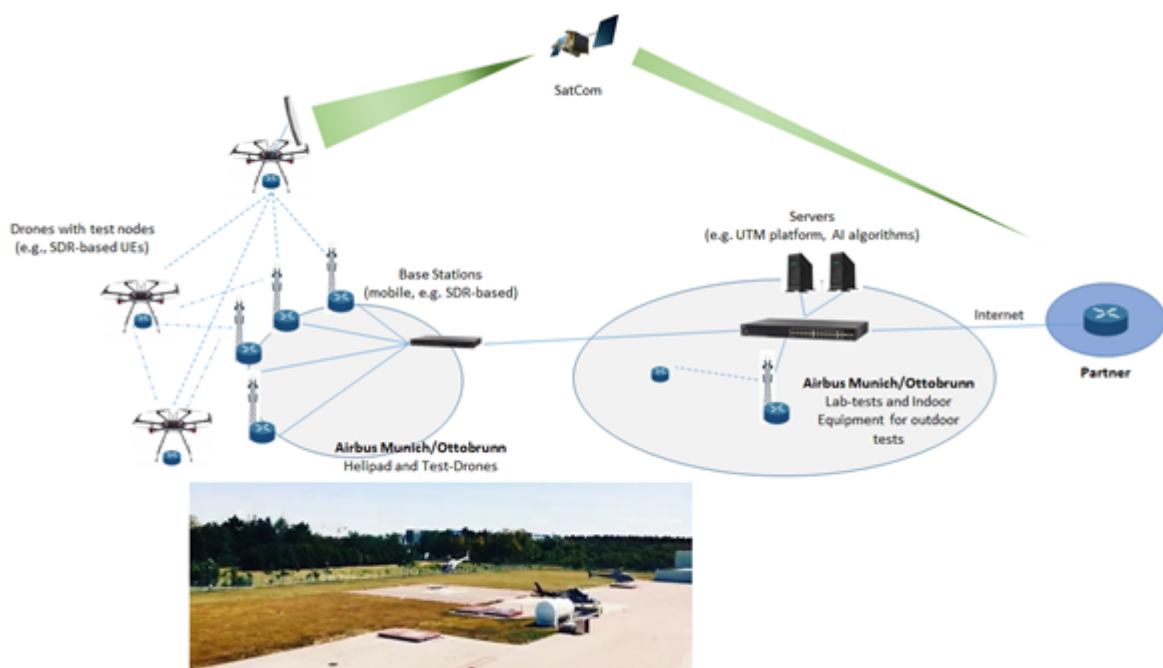 SatCom
Drones with test nodes
(e.g., SDR-based UEs)
Servers
(e.g. UTM platform, AI algorithms)
Base Stations
(mobile, e.g. SDR-based)
Internet
Partner
Airbus Munich/Ottobrunn
Lab-tests and Indoor
Equipment for outdoor
tests
Airbus Munich/Ottobrunn
Helipad and Test-Drones